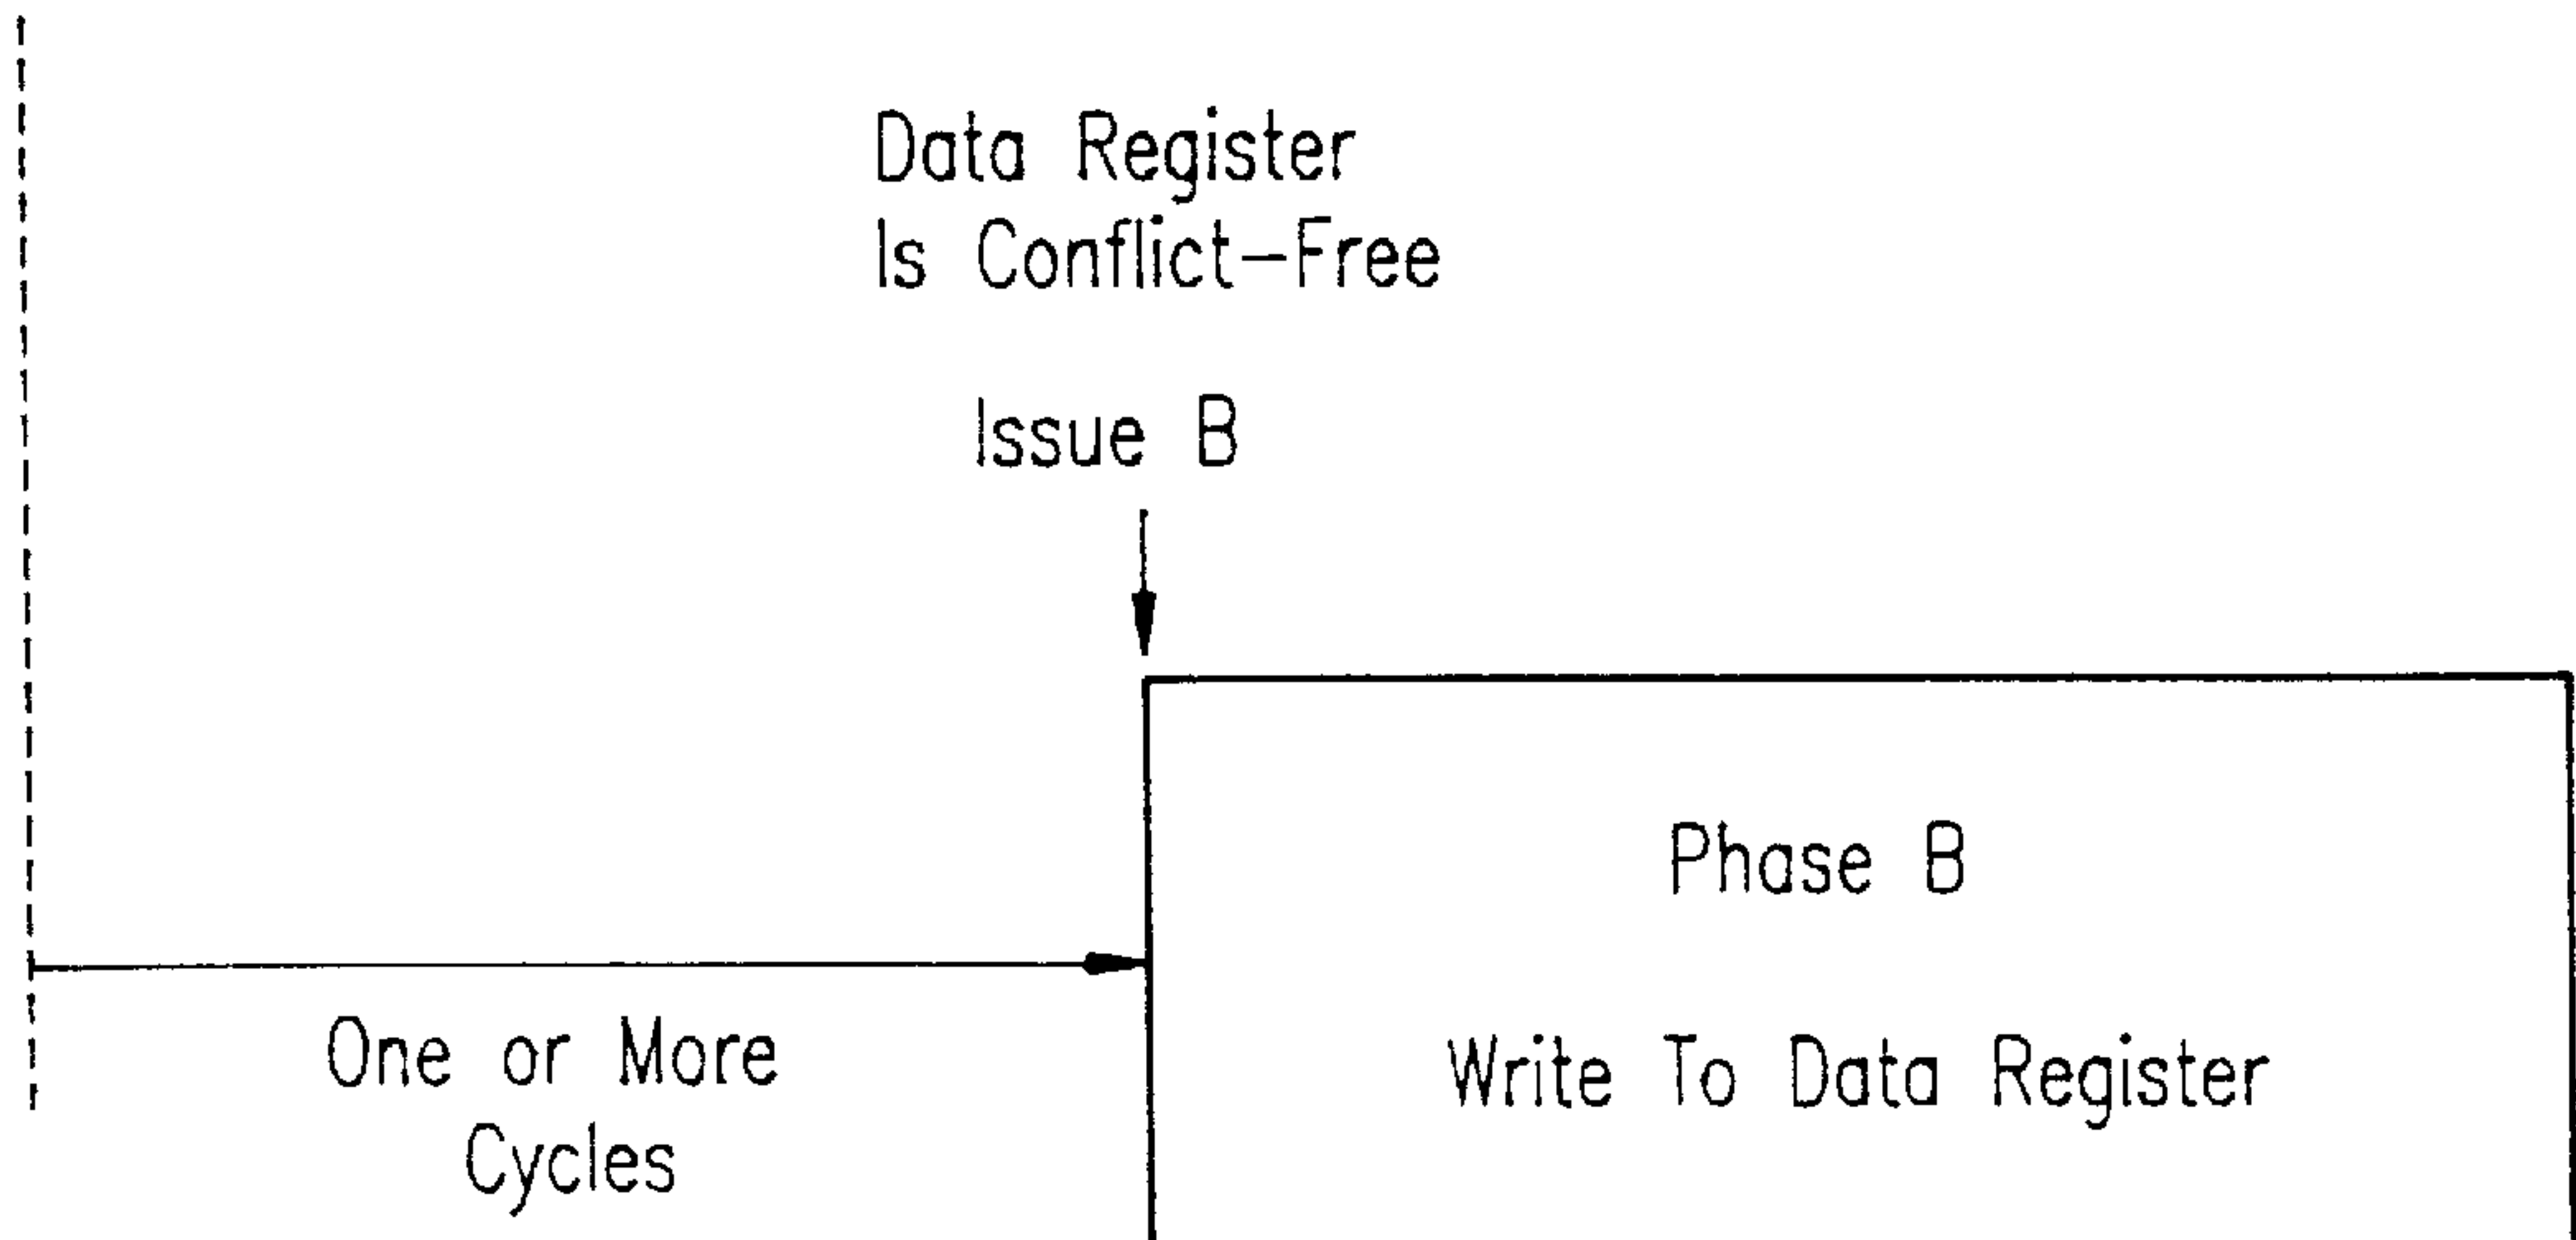 Data Register
Is Conflict-Free
Issue B
Phase B
One or More
Cycles
Write To Data Register